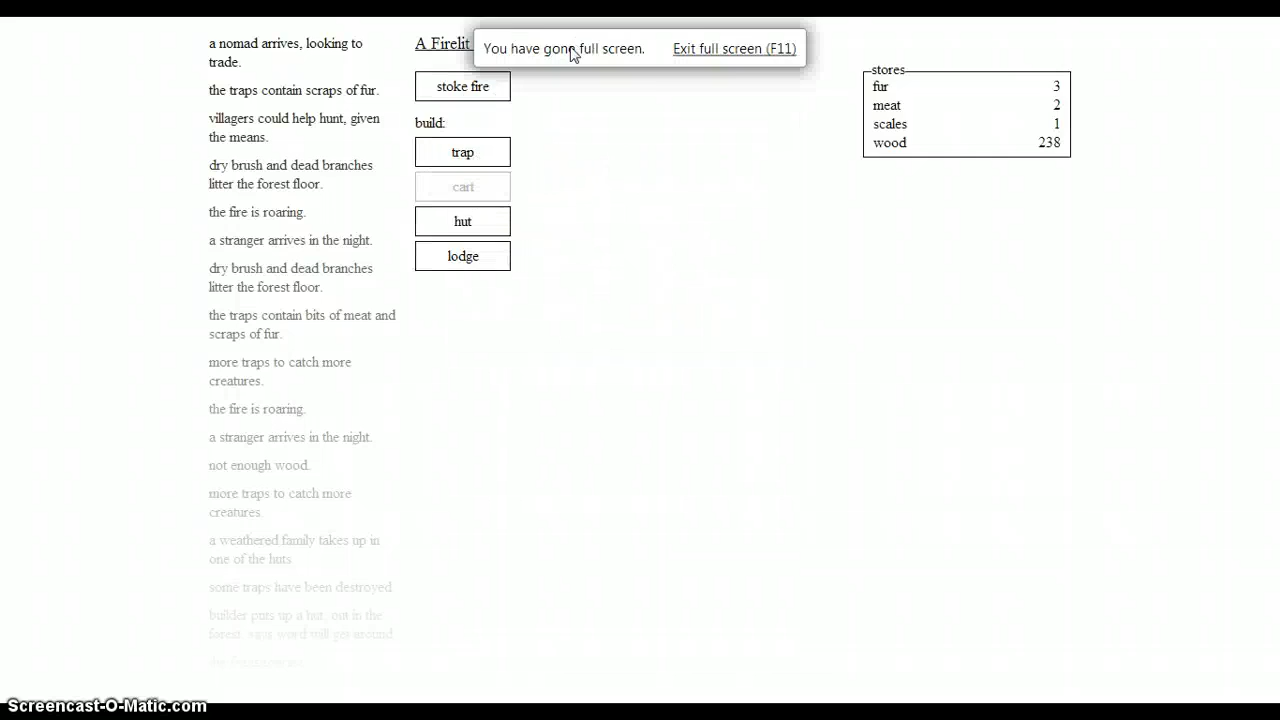 a nomad arrives, looking to
trade.
the traps contain scraps of fur.
villagers could help hunt, given
the means.
dry brush and dead branches
litter the forest floor.
the fire is roaring.
a stranger arrives in the night.
dry brush and dead branches
litter the forest floor.
the traps contain bits of meat and
scraps of fur.
more traps to catch more
creatures.
the fire is roaring.
a stranger arrives in the night.
not enough wood.
more traps to catch more
creatures.
a weathered family takes up in
one of the huts
some traps have been destroyed
builder puts up a hut, out in the
forest. says word will get around
A Firelit
You have gone full screen. Exit full screen (F11)
stoke fire
build:
trap
cart
hut
lodge
stores
fur 3
meat 2
scales 1
wood 238
Screencast-O-Matic.com